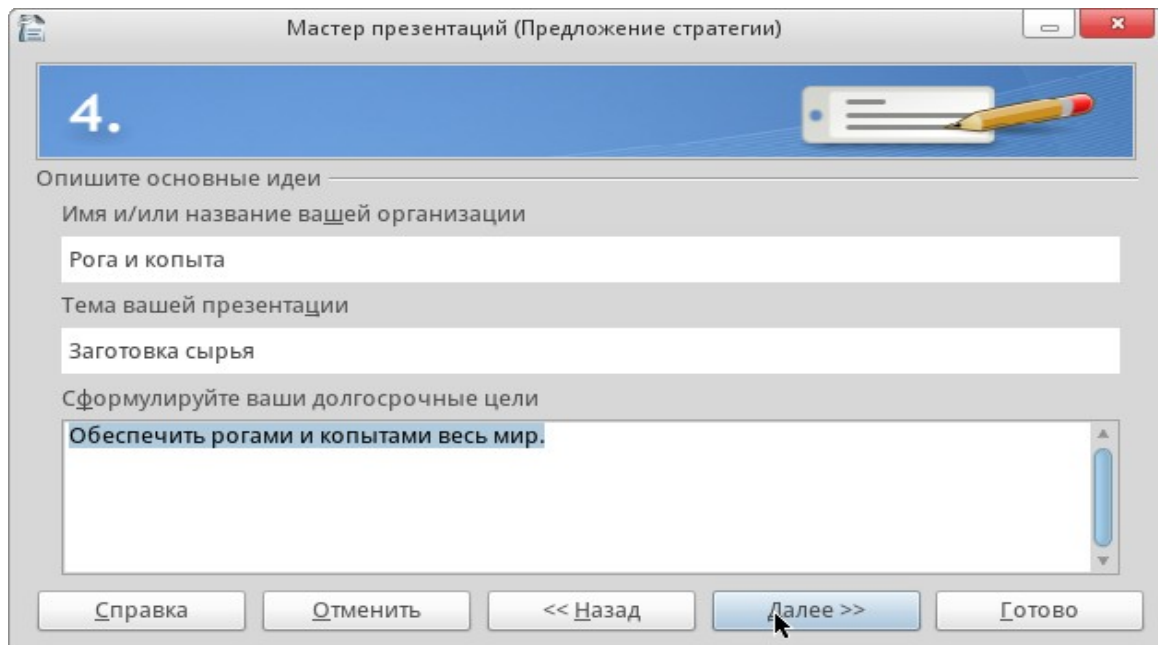 Мастер презентаций (Предложение стратегии)
4.
Опишите основные идеи
Имя и/или название вашей организации
Рога и копыта
Тема вашей презентации
Заготовка сырья
Сформулируйте ваши долгосрочные цели
Обеспечить рогами и копытами весь мир.
Справка
Отменить
<< Назад
Далее >>
Готово